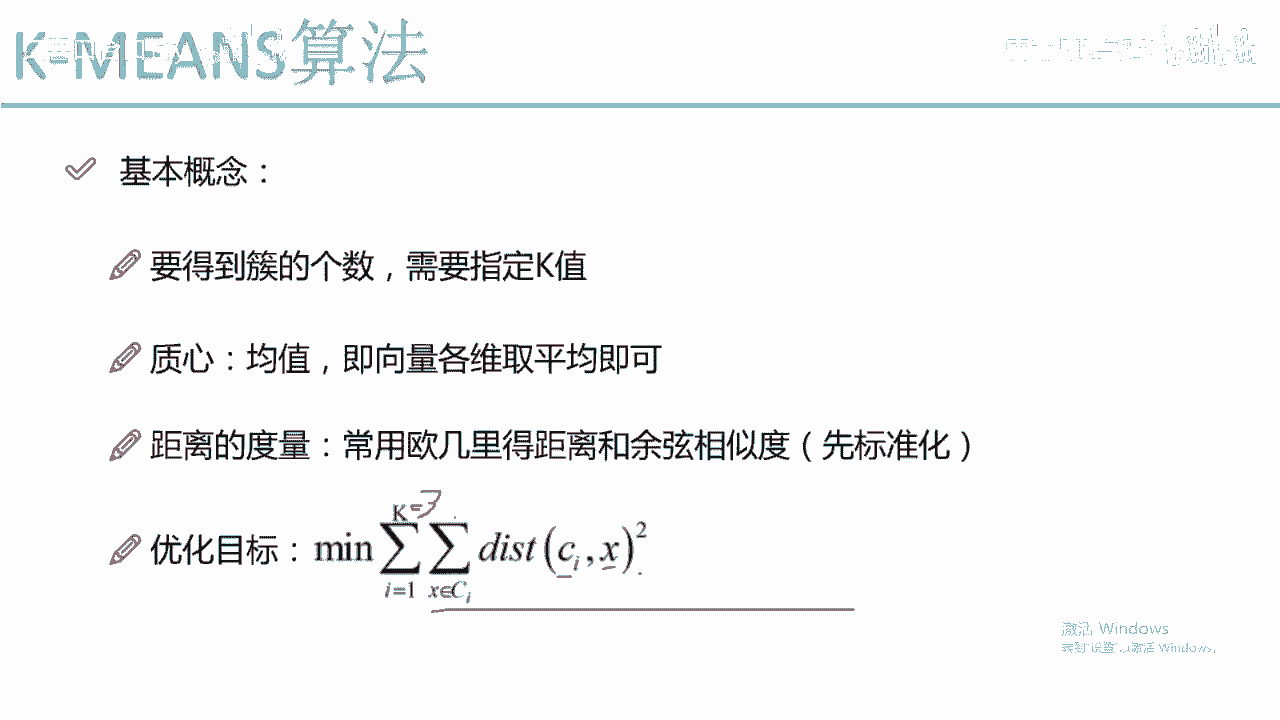 K-MEANS算法
基本概念：
要得到簇的个数，需要指定K值
质心：均值，即向量各维取平均即可
距离的度量：常用欧几里得距离和余弦相似度（先标准化）
优化目标： min ∑_{i=1}^{K=3} ∑_{x∈C_i} dist(c_i, x)^2
激活 Windows
转到"设置"以激活 Windows。